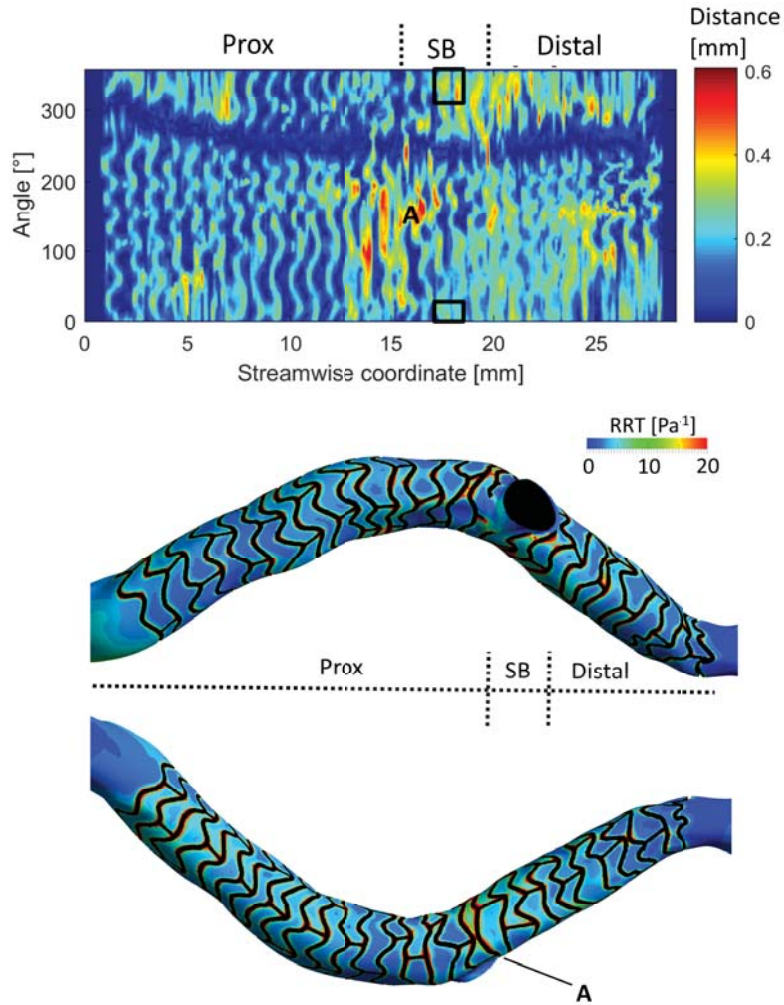 Distance
[mm]
Prox SB Distal
0.6
0.4
0.2
0
Angle [°]
300
200
100
0
A
0 5 10 15 20 25
Streamwise coordinate [mm]
RRT [Pa-1]
0 10 20
Prox SB Distal
A